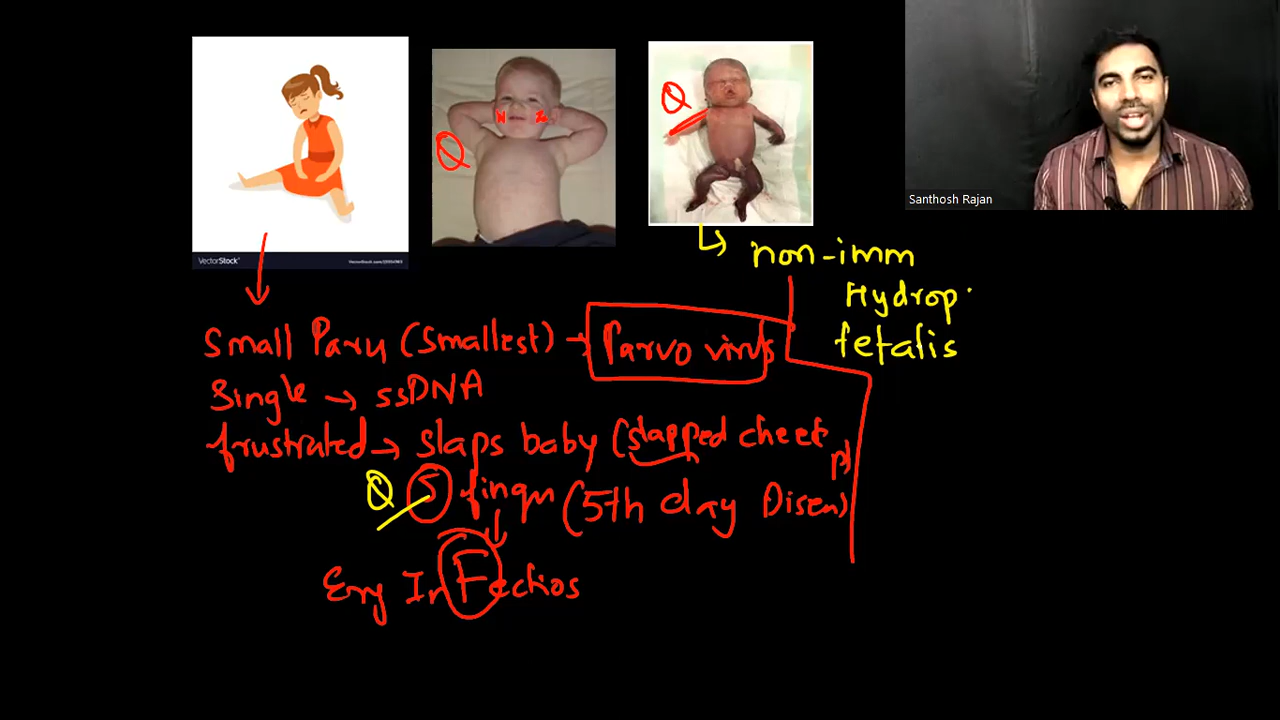 Santhosh Rajan
Q
Q
VectorStock
non-imm
Hydrop
fetalis
Small Paru (Smallest) → Parvo virus
Single → ssDNA
frustrated → slaps baby (slapped cheek
Q 5 finger (5th day Disease)
Ery InFectios